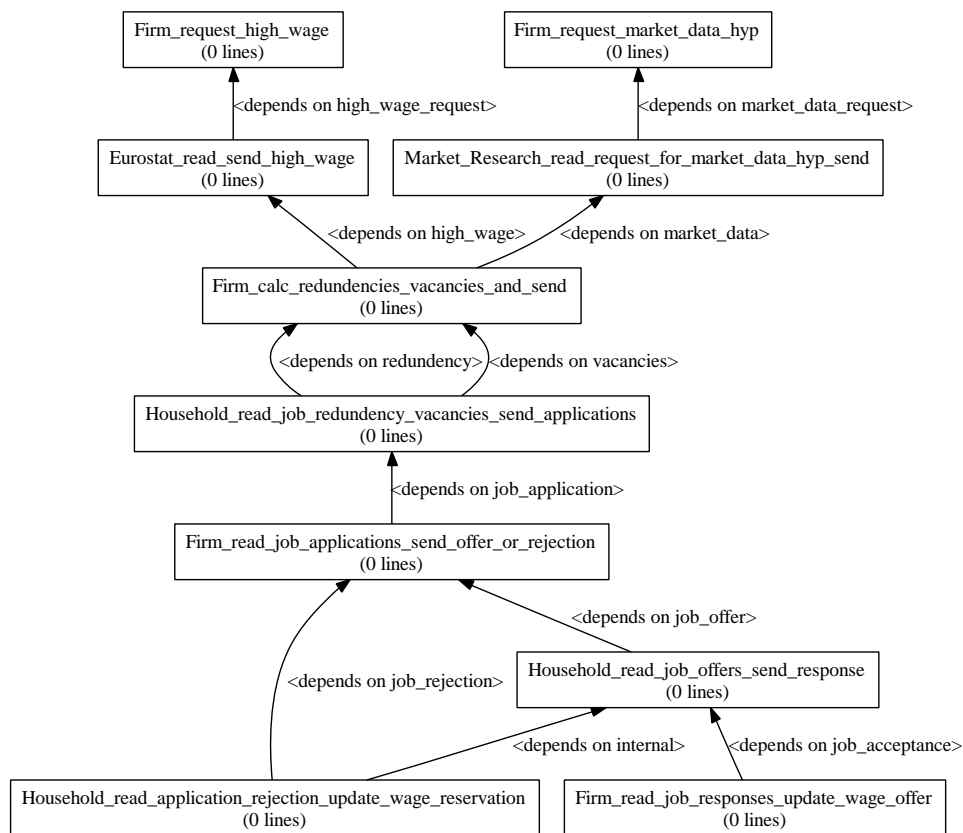 Firm_request_high_wage
(0 lines)
Firm_request_market_data_hyp
(0 lines)
<depends on high_wage_request>
<depends on market_data_request>
Eurostat_read_send_high_wage
(0 lines)
Market_Research_read_request_for_market_data_hyp_send
(0 lines)
<depends on high_wage>
<depends on market_data>
Firm_calc_redundencies_vacancies_and_send
(0 lines)
<depends on redundency>
<depends on vacancies>
Household_read_job_redundency_vacancies_send_applications
(0 lines)
<depends on job_application>
Firm_read_job_applications_send_offer_or_rejection
(0 lines)
<depends on job_offer>
<depends on job_rejection>
Household_read_job_offers_send_response
(0 lines)
<depends on internal>
<depends on job_acceptance>
Household_read_application_rejection_update_wage_reservation
(0 lines)
Firm_read_job_responses_update_wage_offer
(0 lines)